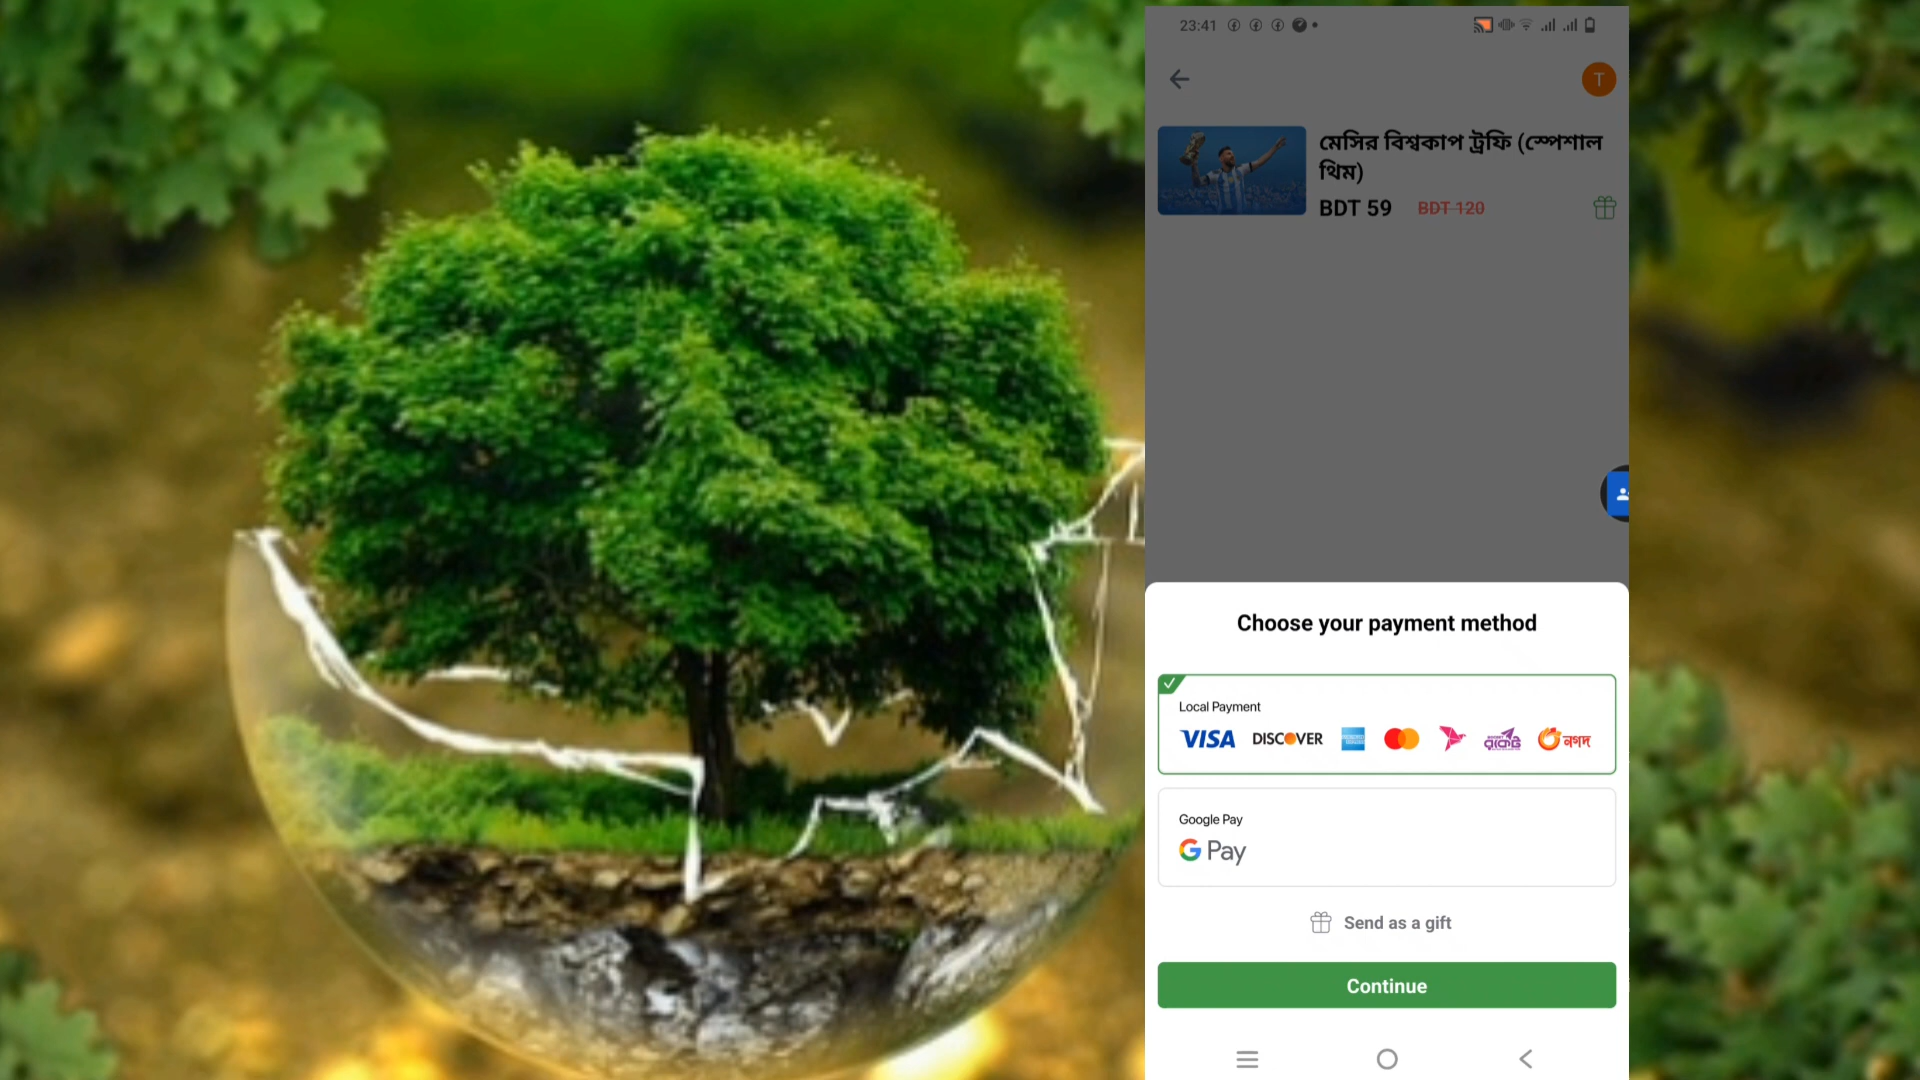 23:41
T
মেসির বিশ্বকাপ ট্রফি (স্পেশাল
থিম)
BDT 59 BDT 120
Choose your payment method
Local Payment
VISA DISCOVER রকেট নগদ
Google Pay
G Pay
Send as a gift
Continue